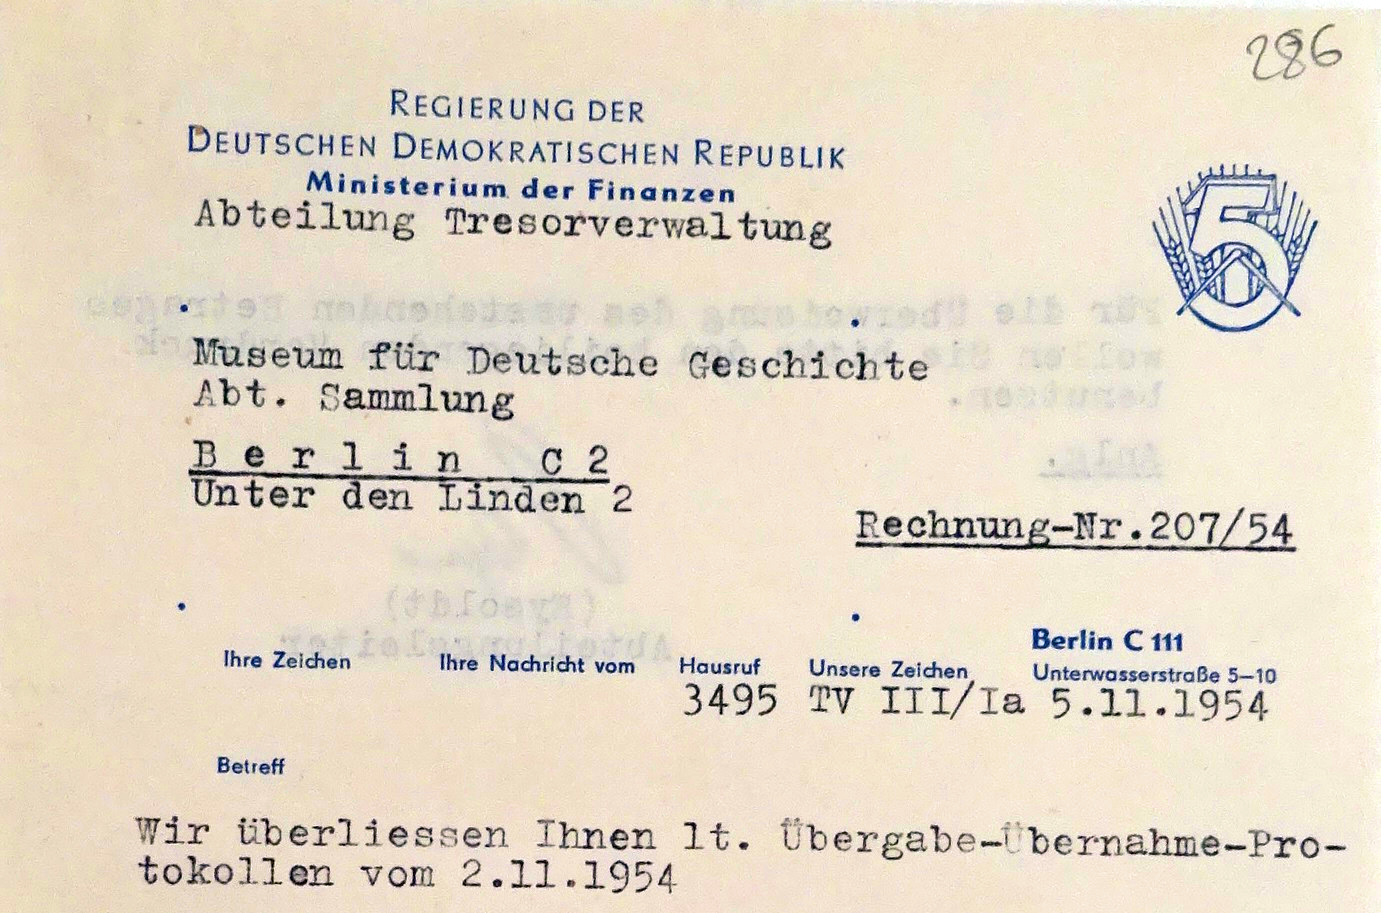 286
REGIERUNG DER
DEUTSCHEN DEMOKRATISCHEN REPUBLIK
Ministerium der Finanzen
Abteilung Tresorverwaltung
5
Museum für Deutsche Geschichte
Abt. Sammlung
B e r l i n   C 2
Unter den Linden 2
Rechnung-Nr.207/54
Berlin C 111
Ihre Zeichen Ihre Nachricht vom Hausruf Unsere Zeichen Unterwasserstraße 5–10
3495 TV III/Ia 5.11.1954
Betreff
Wir überliessen Ihnen lt. Übergabe-Übernahme-Pro-
tokollen vom 2.11.1954